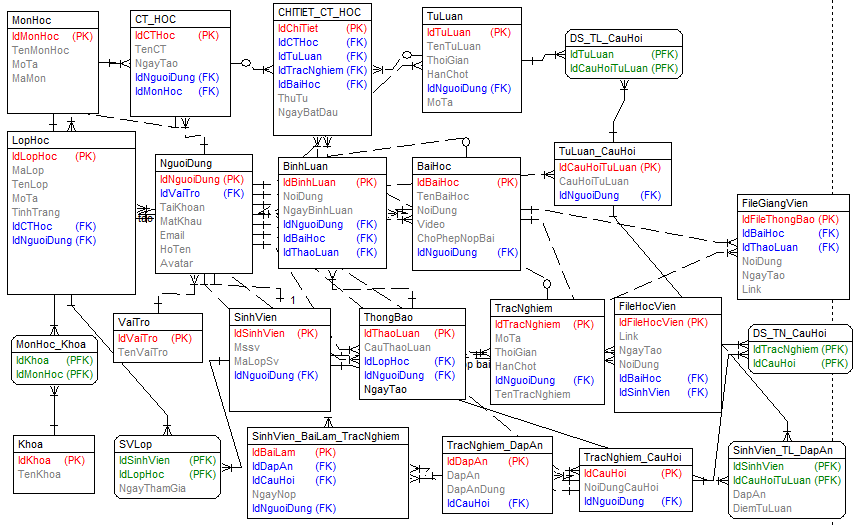 MonHoc
IdMonHoc (PK)
TenMonHoc
MoTa
MaMon
CT_HOC
IdCTHoc (PK)
TenCT
NgayTao
IdNguoiDung (FK)
IdMonHoc (FK)
CHITIET_CT_HOC
IdChiTiet (PK)
IdCTHoc (FK)
IdTuLuan (FK)
IdTracNghiem (FK)
IdBaiHoc (FK)
ThuTu
NgayBatDau
TuLuan
IdTuLuan (PK)
TenTuLuan
ThoiGian
HanChot
IdNguoiDung (FK)
MoTa
DS_TL_CauHoi
IdTuLuan (PFK)
IdCauHoiTuLuan (PFK)
LopHoc
IdLopHoc (PK)
MaLop
TenLop
MoTa
TinhTrang
IdCTHoc (FK)
IdNguoiDung (FK)
NguoiDung
IdNguoiDung (PK)
IdVaiTro (FK)
TaiKhoan
MatKhau
Email
HoTen
Avatar
BinhLuan
IdBinhLuan (PK)
NoiDung
NgayBinhLuan
IdNguoiDung (FK)
IdBaiHoc (FK)
IdThaoLuan (FK)
BaiHoc
IdBaiHoc (PK)
TenBaiHoc
NoiDung
Video
ChoPhepNopBai
IdNguoiDung (FK)
TuLuan_CauHoi
IdCauHoiTuLuan (PK)
CauHoiTuLuan
IdNguoiDung (FK)
FileGiangVien
IdFileThongBao (PK)
IdBaiHoc (FK)
IdThaoLuan (FK)
NoiDung
NgayTao
Link
1
VaiTro
IdVaiTro (PK)
TenVaiTro
SinhVien
IdSinhVien (PK)
Mssv
MaLopSv
IdNguoiDung (FK)
ThongBao
IdThaoLuan (PK)
CauThaoLuan
IdLopHoc (FK)
IdNguoiDung (FK)
NgayTao
TracNghiem
IdTracNghiem (PK)
MoTa
ThoiGian
HanChot
IdNguoiDung (FK)
TenTracNghiem
FileHocVien
IdFileHocVien (PK)
Link
NgayTao
NoiDung
IdBaiHoc (FK)
IdSinhVien (FK)
DS_TN_CauHoi
IdTracNghiem (PFK)
IdCauHoi (PFK)
MonHoc_Khoa
IdKhoa (PFK)
IdMonHoc (PFK)
Khoa
IdKhoa (PK)
TenKhoa
SVLop
IdSinhVien (PFK)
IdLopHoc (PFK)
NgayThamGia
SinhVien_BaiLam_TracNghiem
IdBaiLam (PK)
IdDapAn (FK)
IdCauHoi (FK)
NgayNop
IdNguoiDung (FK)
TracNghiem_DapAn
IdDapAn (PK)
DapAn
DapAnDung
IdCauHoi (FK)
TracNghiem_CauHoi
IdCauHoi (PK)
NoiDungCauHoi
IdNguoiDung (FK)
SinhVien_TL_DapAn
IdSinhVien (PFK)
IdCauHoiTuLuan (PFK)
DapAn
DiemTuLuan